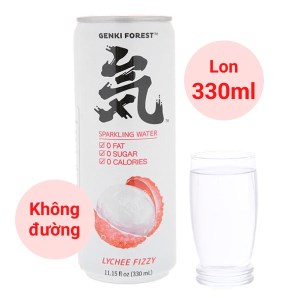 GENKI FOREST™
Lon
330ml
気
SPARKLING WATER
☑ 0 FAT
☑ 0 SUGAR
☑ 0 CALORIES
Không
đường
LYCHEE FIZZY
11.15 fl oz (330 mL)